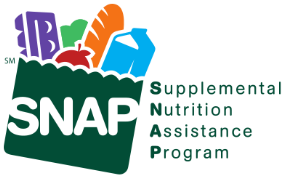 SM
SNAP
Supplemental
Nutrition
Assistance
Program